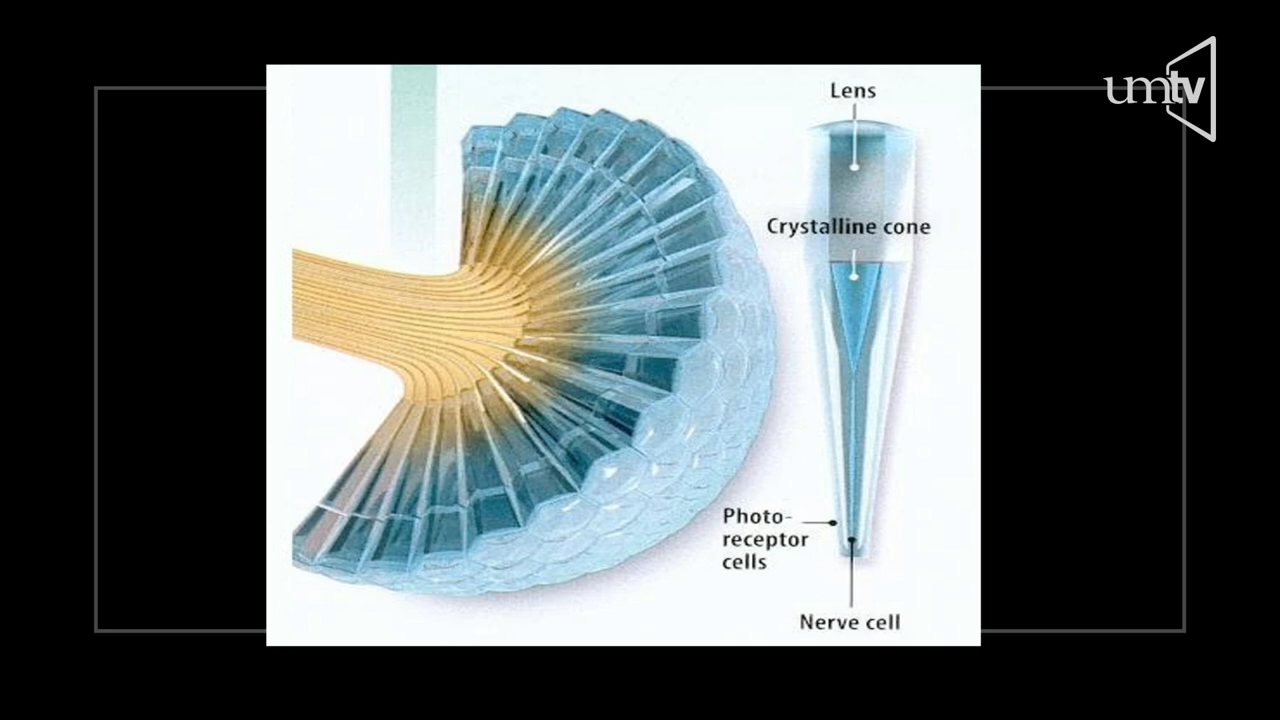 umtv
Lens
Crystalline cone
Photo-
receptor
cells
Nerve cell